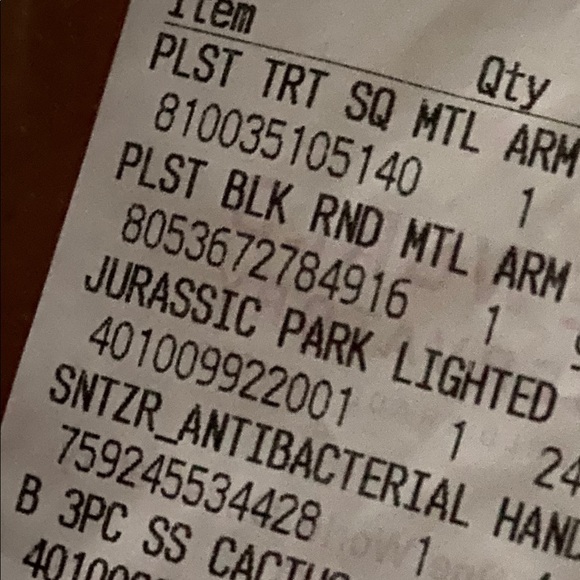 Item Qty
PLST TRT SQ MTL ARM
810035105140 1
PLST BLK RND MTL ARM
8053672784916 1
JURASSIC PARK LIGHTED
401009922001 1 24
SNTZR_ANTIBACTERIAL HAND
759245534428 1
B 3PC SS CACTUS